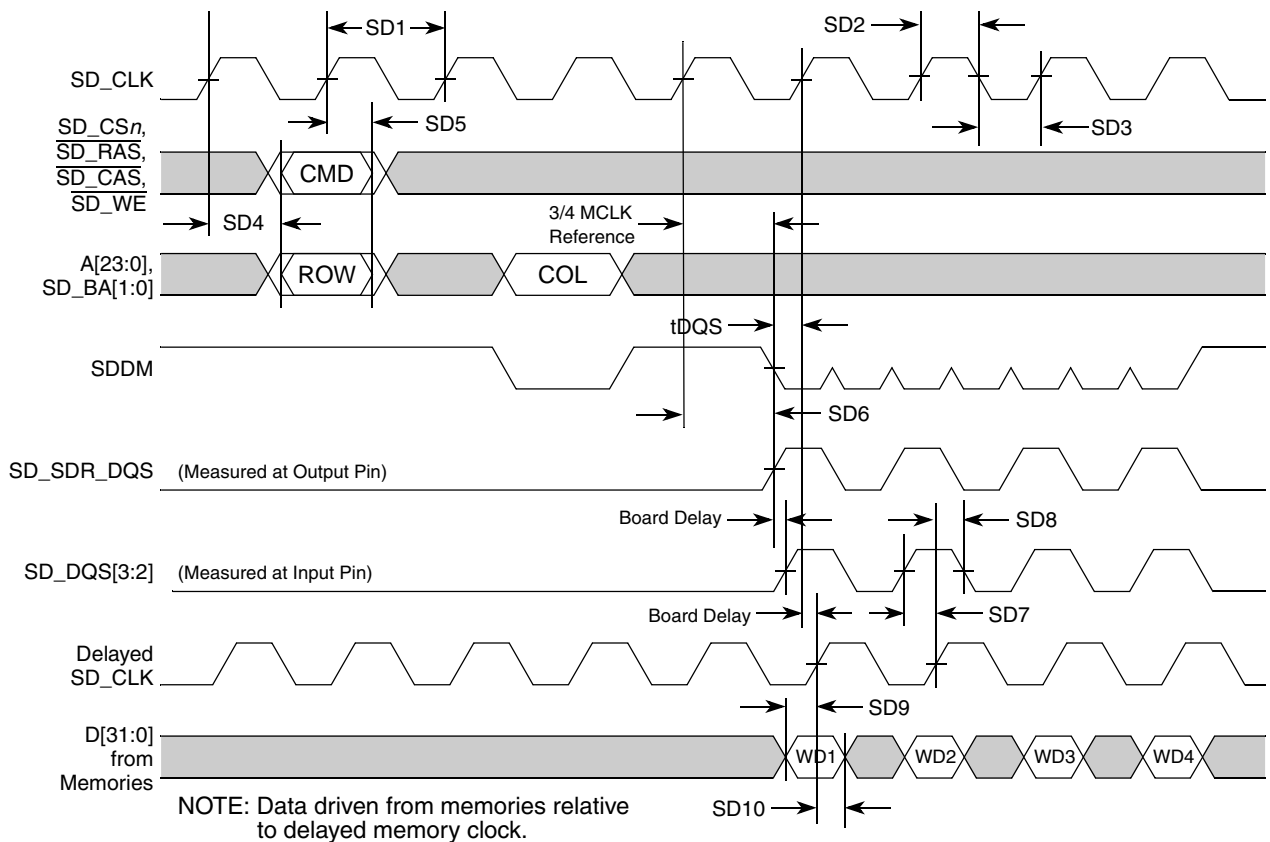 SD1
SD2
SD_CLK
SD3
SD5
SD_CSn,
SD_RAS,
SD_CAS,
SD_WE
CMD
SD4
3/4 MCLK
Reference
A[23:0],
SD_BA[1:0]
ROW
COL
tDQS
SDDM
SD6
SD_SDR_DQS
(Measured at Output Pin)
Board Delay
SD8
SD_DQS[3:2]
(Measured at Input Pin)
Board Delay
SD7
Delayed
SD_CLK
SD9
D[31:0]
from
Memories
WD1
WD2
WD3
WD4
SD10
NOTE: Data driven from memories relative
to delayed memory clock.